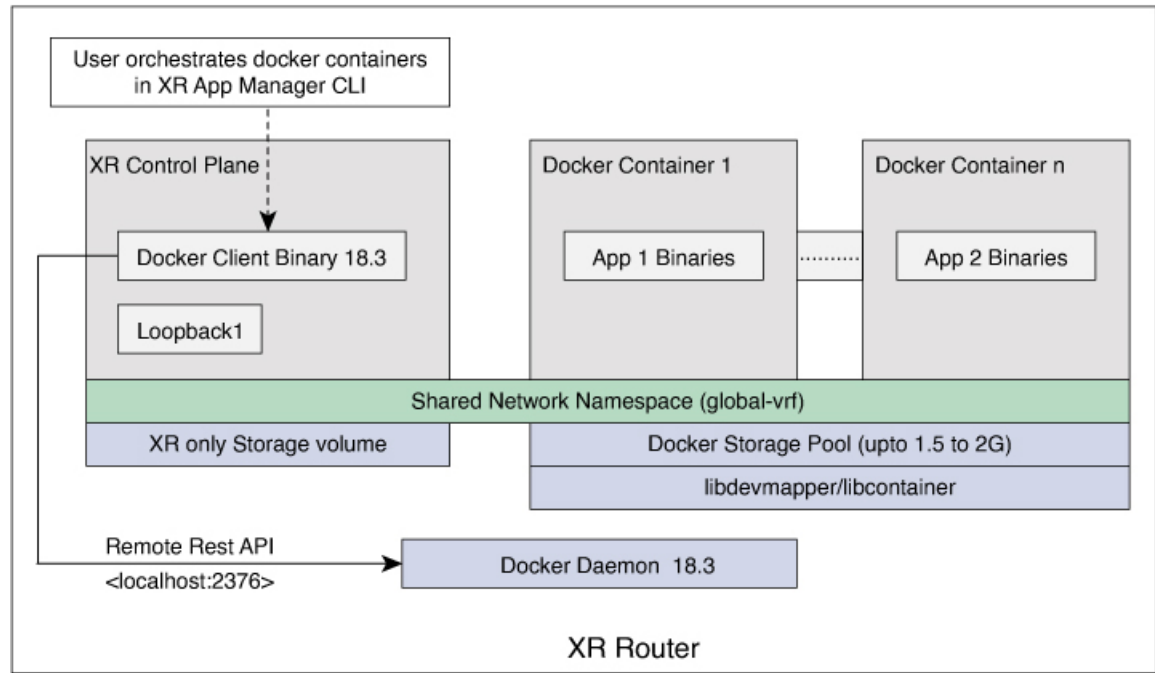 User orchestrates docker containers
in XR App Manager CLI
XR Control Plane
Docker Container 1
Docker Container n
Docker Client Binary 18.3
App 1 Binaries
...........
App 2 Binaries
Loopback1
Shared Network Namespace (global-vrf)
XR only Storage volume
Docker Storage Pool (upto 1.5 to 2G)
libdevmapper/libcontainer
Remote Rest API
<localhost:2376>
Docker Daemon 18.3
XR Router